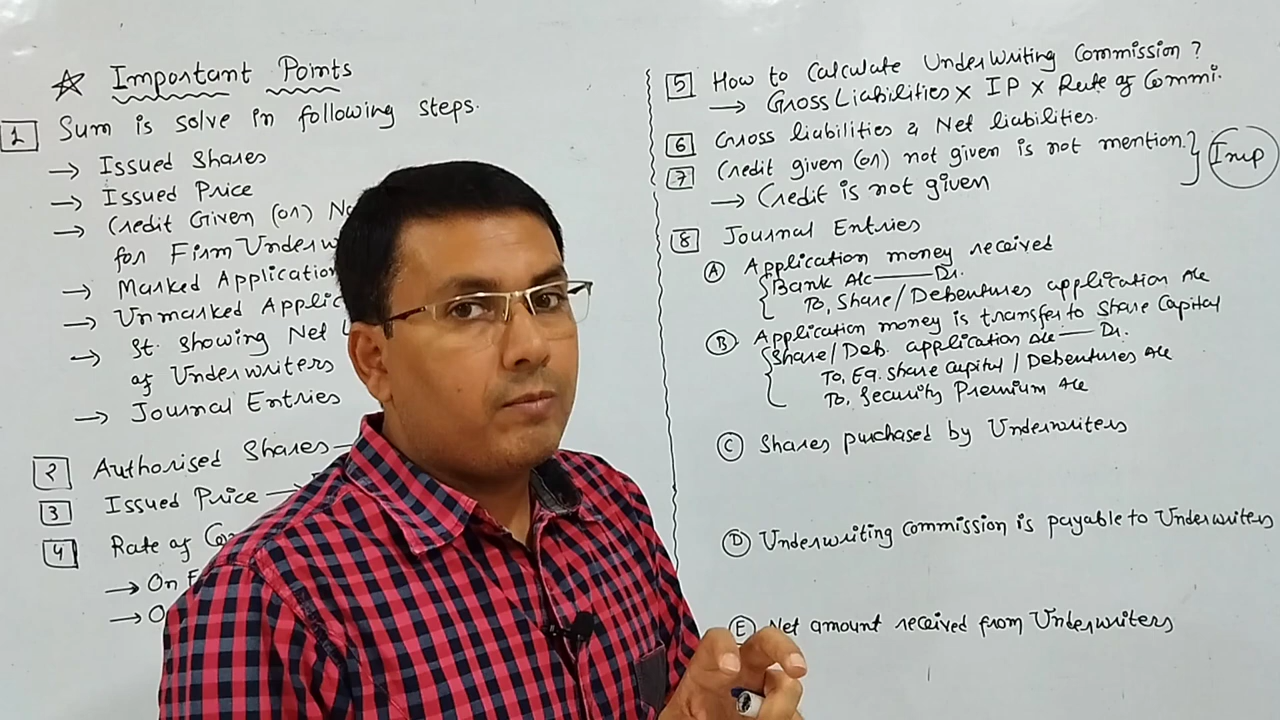 ☆ Important Points
1 Sum is solve in following steps.
→ Issued Shares
→ Issued Price
→ Credit Given (or)
for Firm
→ Marked Application
→ Unmarked
→ St. showing Net
of Underwriters
→ Journal Entries
2 Authorised Shares
3 Issued Price
4 Rate of
→ On
→
5 How to Calculate Underwriting Commission?
→ Gross Liabilities × IP × Rate of Commi.
6 Gross liabilities & Net liabilities.
7 Credit given (or) not given is not mention. } Imp
→ Credit is not given
8 Journal Entries
(A) Application money received
Bank A/c —— Dr.
To, Share/Debentures application A/c
(B) Application money is transfer to Share Capital
Share/Deb. application A/c —— Dr.
To, Eq. Share Capital / Debentures A/c
To, Security Premium A/c
(C) Shares purchased by Underwriters
(D) Underwriting commission is payable to Underwriters
(E) Net amount received from Underwriters